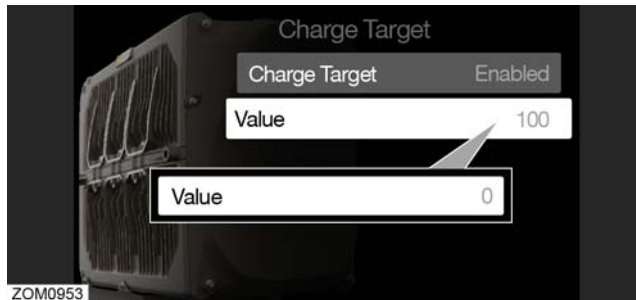 Charge Target
Charge Target Enabled
Value 100
Value 0
ZOM0953